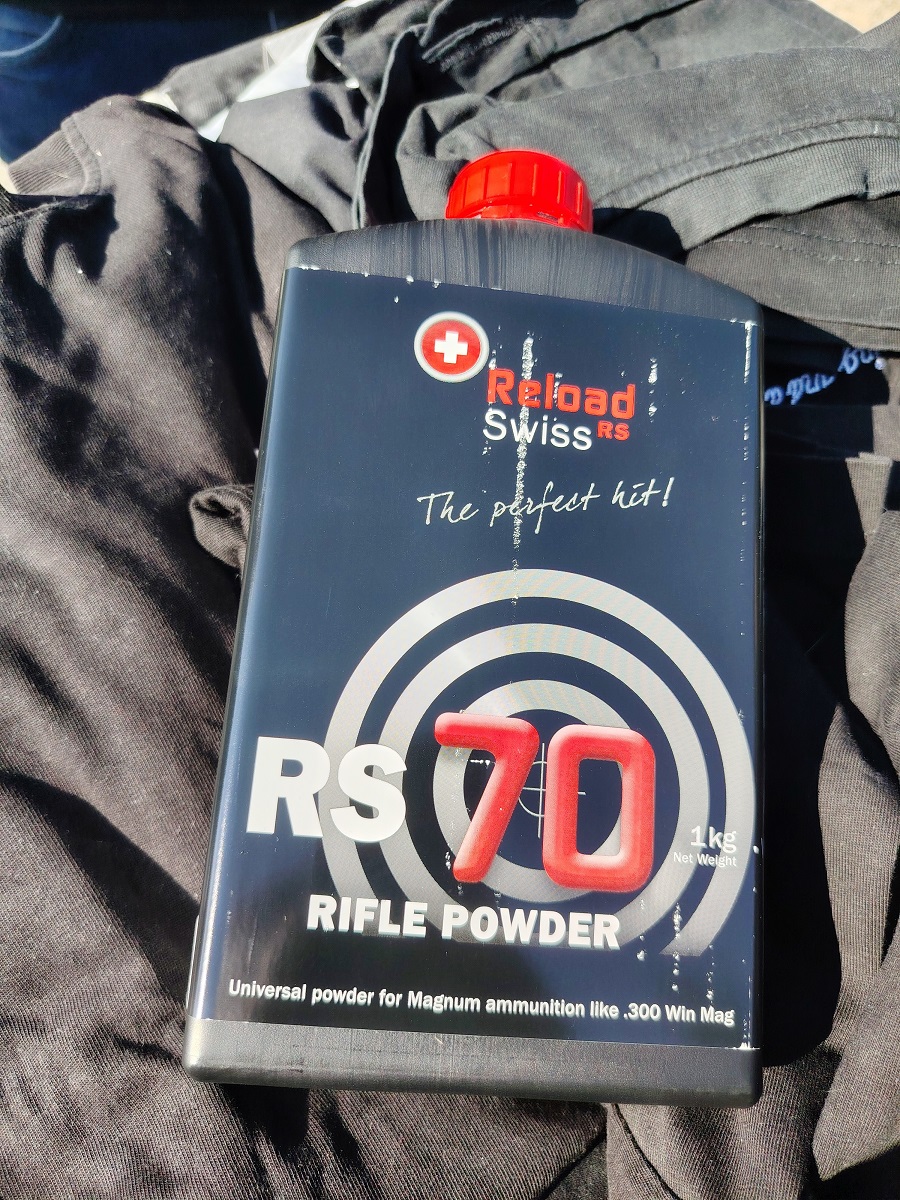 Reload
Swiss RS
The perfect hit!
RS 70
1kg
Net Weight
RIFLE POWDER
Universal powder for Magnum ammunition like .300 Win Mag